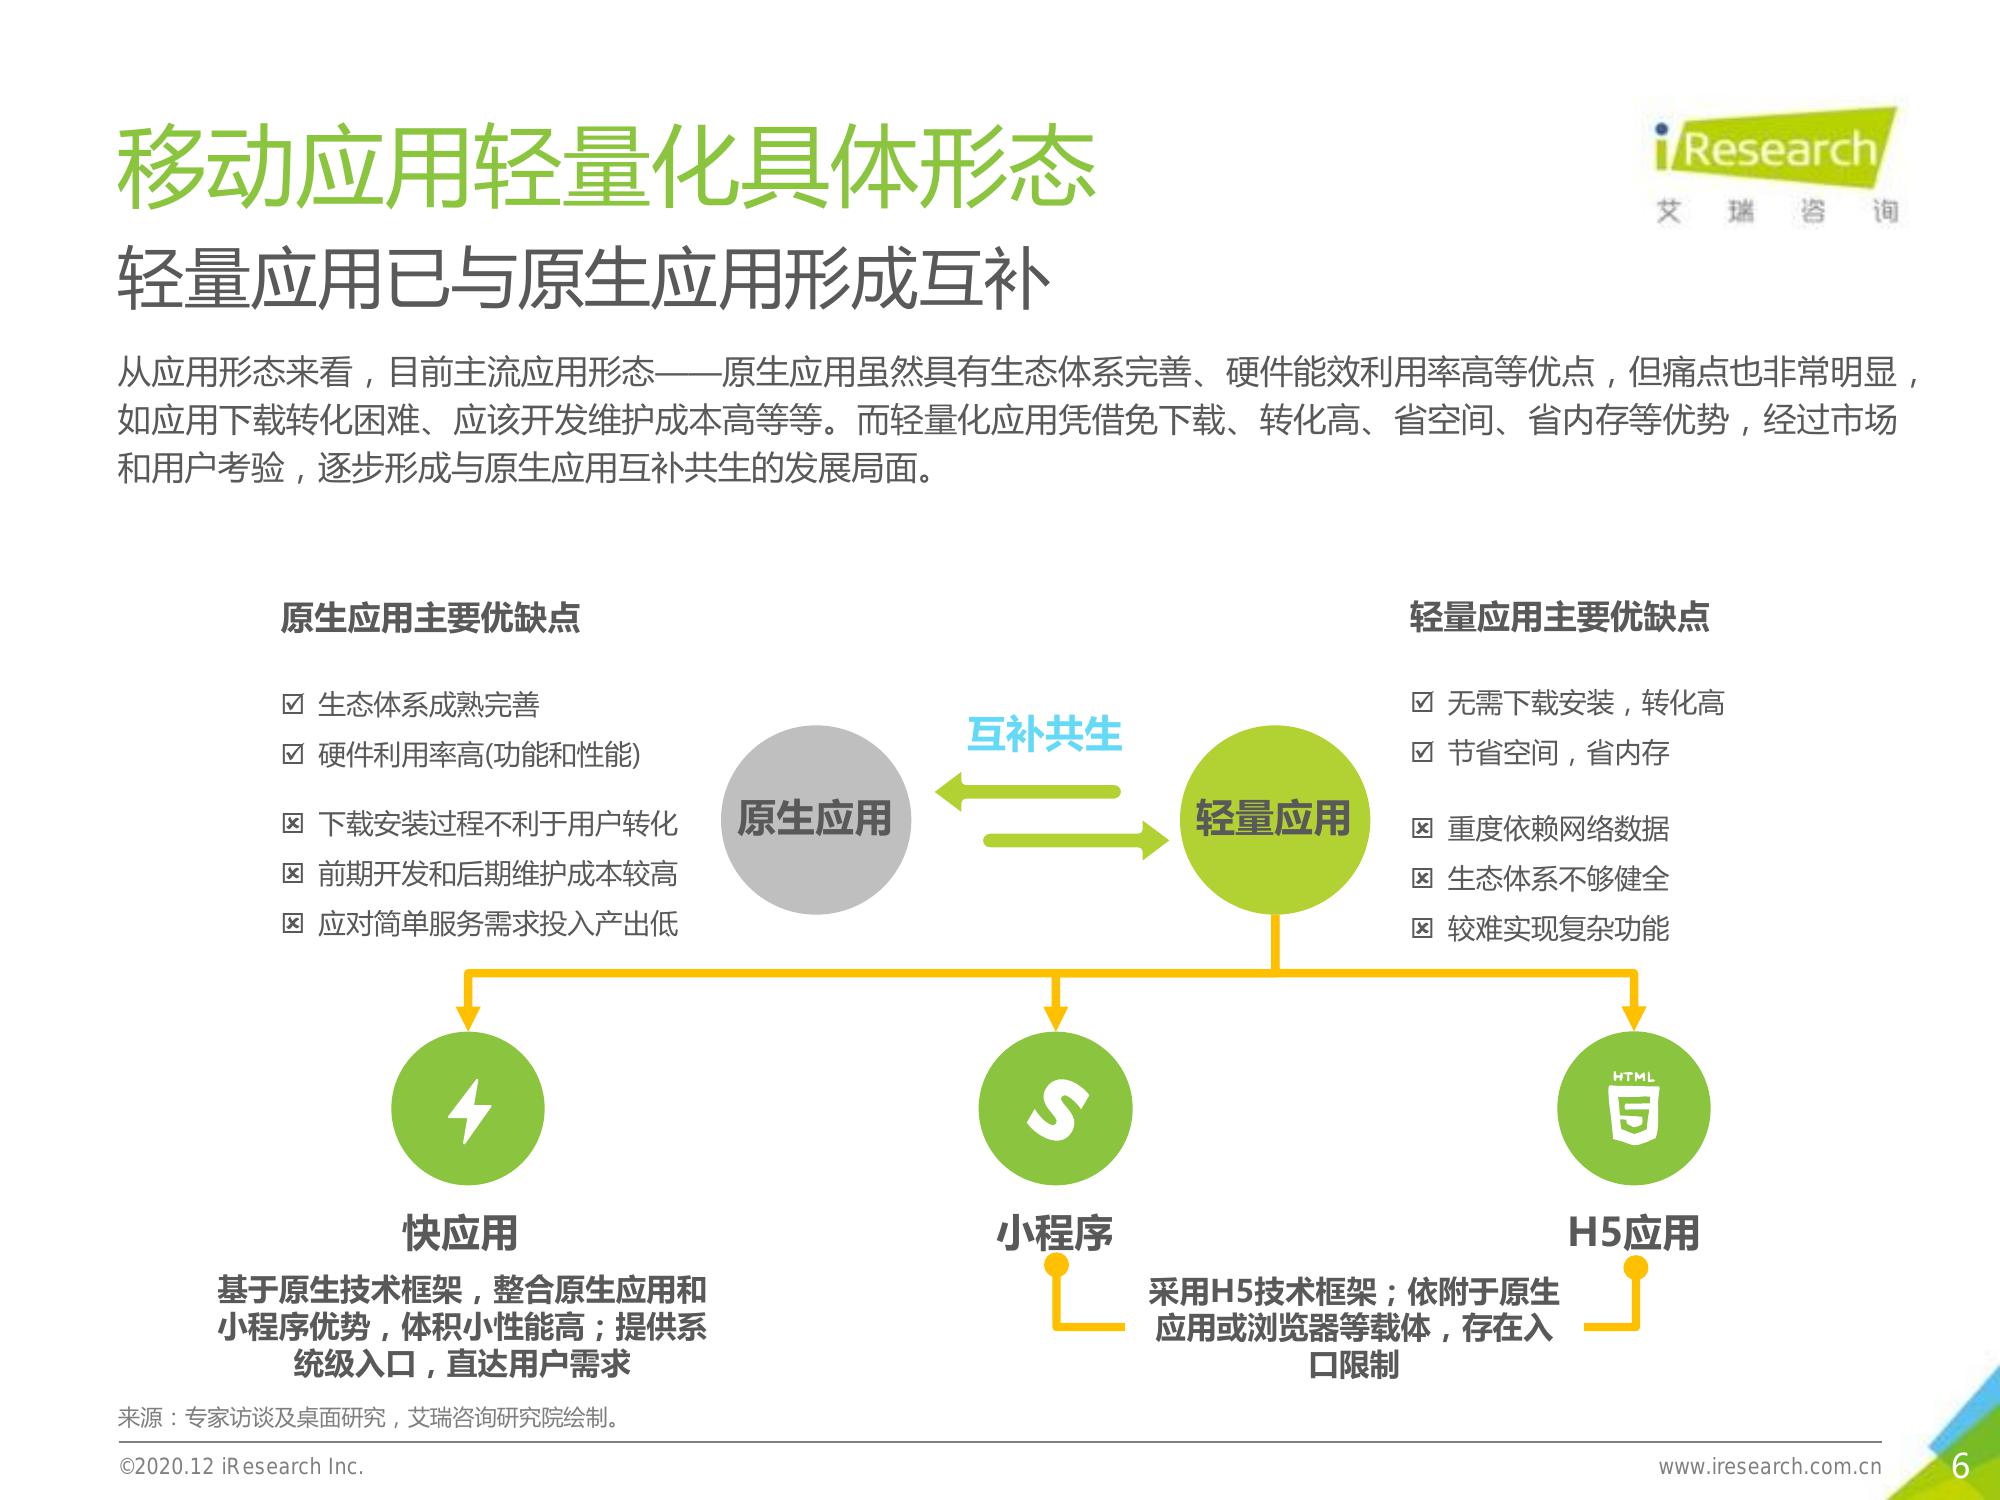 移动应用轻量化具体形态
iResearch
艾瑞咨询
轻量应用已与原生应用形成互补
从应用形态来看，目前主流应用形态——原生应用虽然具有生态体系完善、硬件能效利用率高等优点，但痛点也非常明显，
如应用下载转化困难、应该开发维护成本高等等。而轻量化应用凭借免下载、转化高、省空间、省内存等优势，经过市场
和用户考验，逐步形成与原生应用互补共生的发展局面。
原生应用主要优缺点
☑ 生态体系成熟完善
☑ 硬件利用率高(功能和性能)
☒ 下载安装过程不利于用户转化
☒ 前期开发和后期维护成本较高
☒ 应对简单服务需求投入产出低
原生应用
互补共生
轻量应用
轻量应用主要优缺点
☑ 无需下载安装，转化高
☑ 节省空间，省内存
☒ 重度依赖网络数据
☒ 生态体系不够健全
☒ 较难实现复杂功能
HTML
5
快应用
小程序
H5应用
基于原生技术框架，整合原生应用和
小程序优势，体积小性能高；提供系
统级入口，直达用户需求
采用H5技术框架；依附于原生
应用或浏览器等载体，存在入
口限制
来源：专家访谈及桌面研究，艾瑞咨询研究院绘制。
©2020.12 iResearch Inc.
www.iresearch.com.cn
6